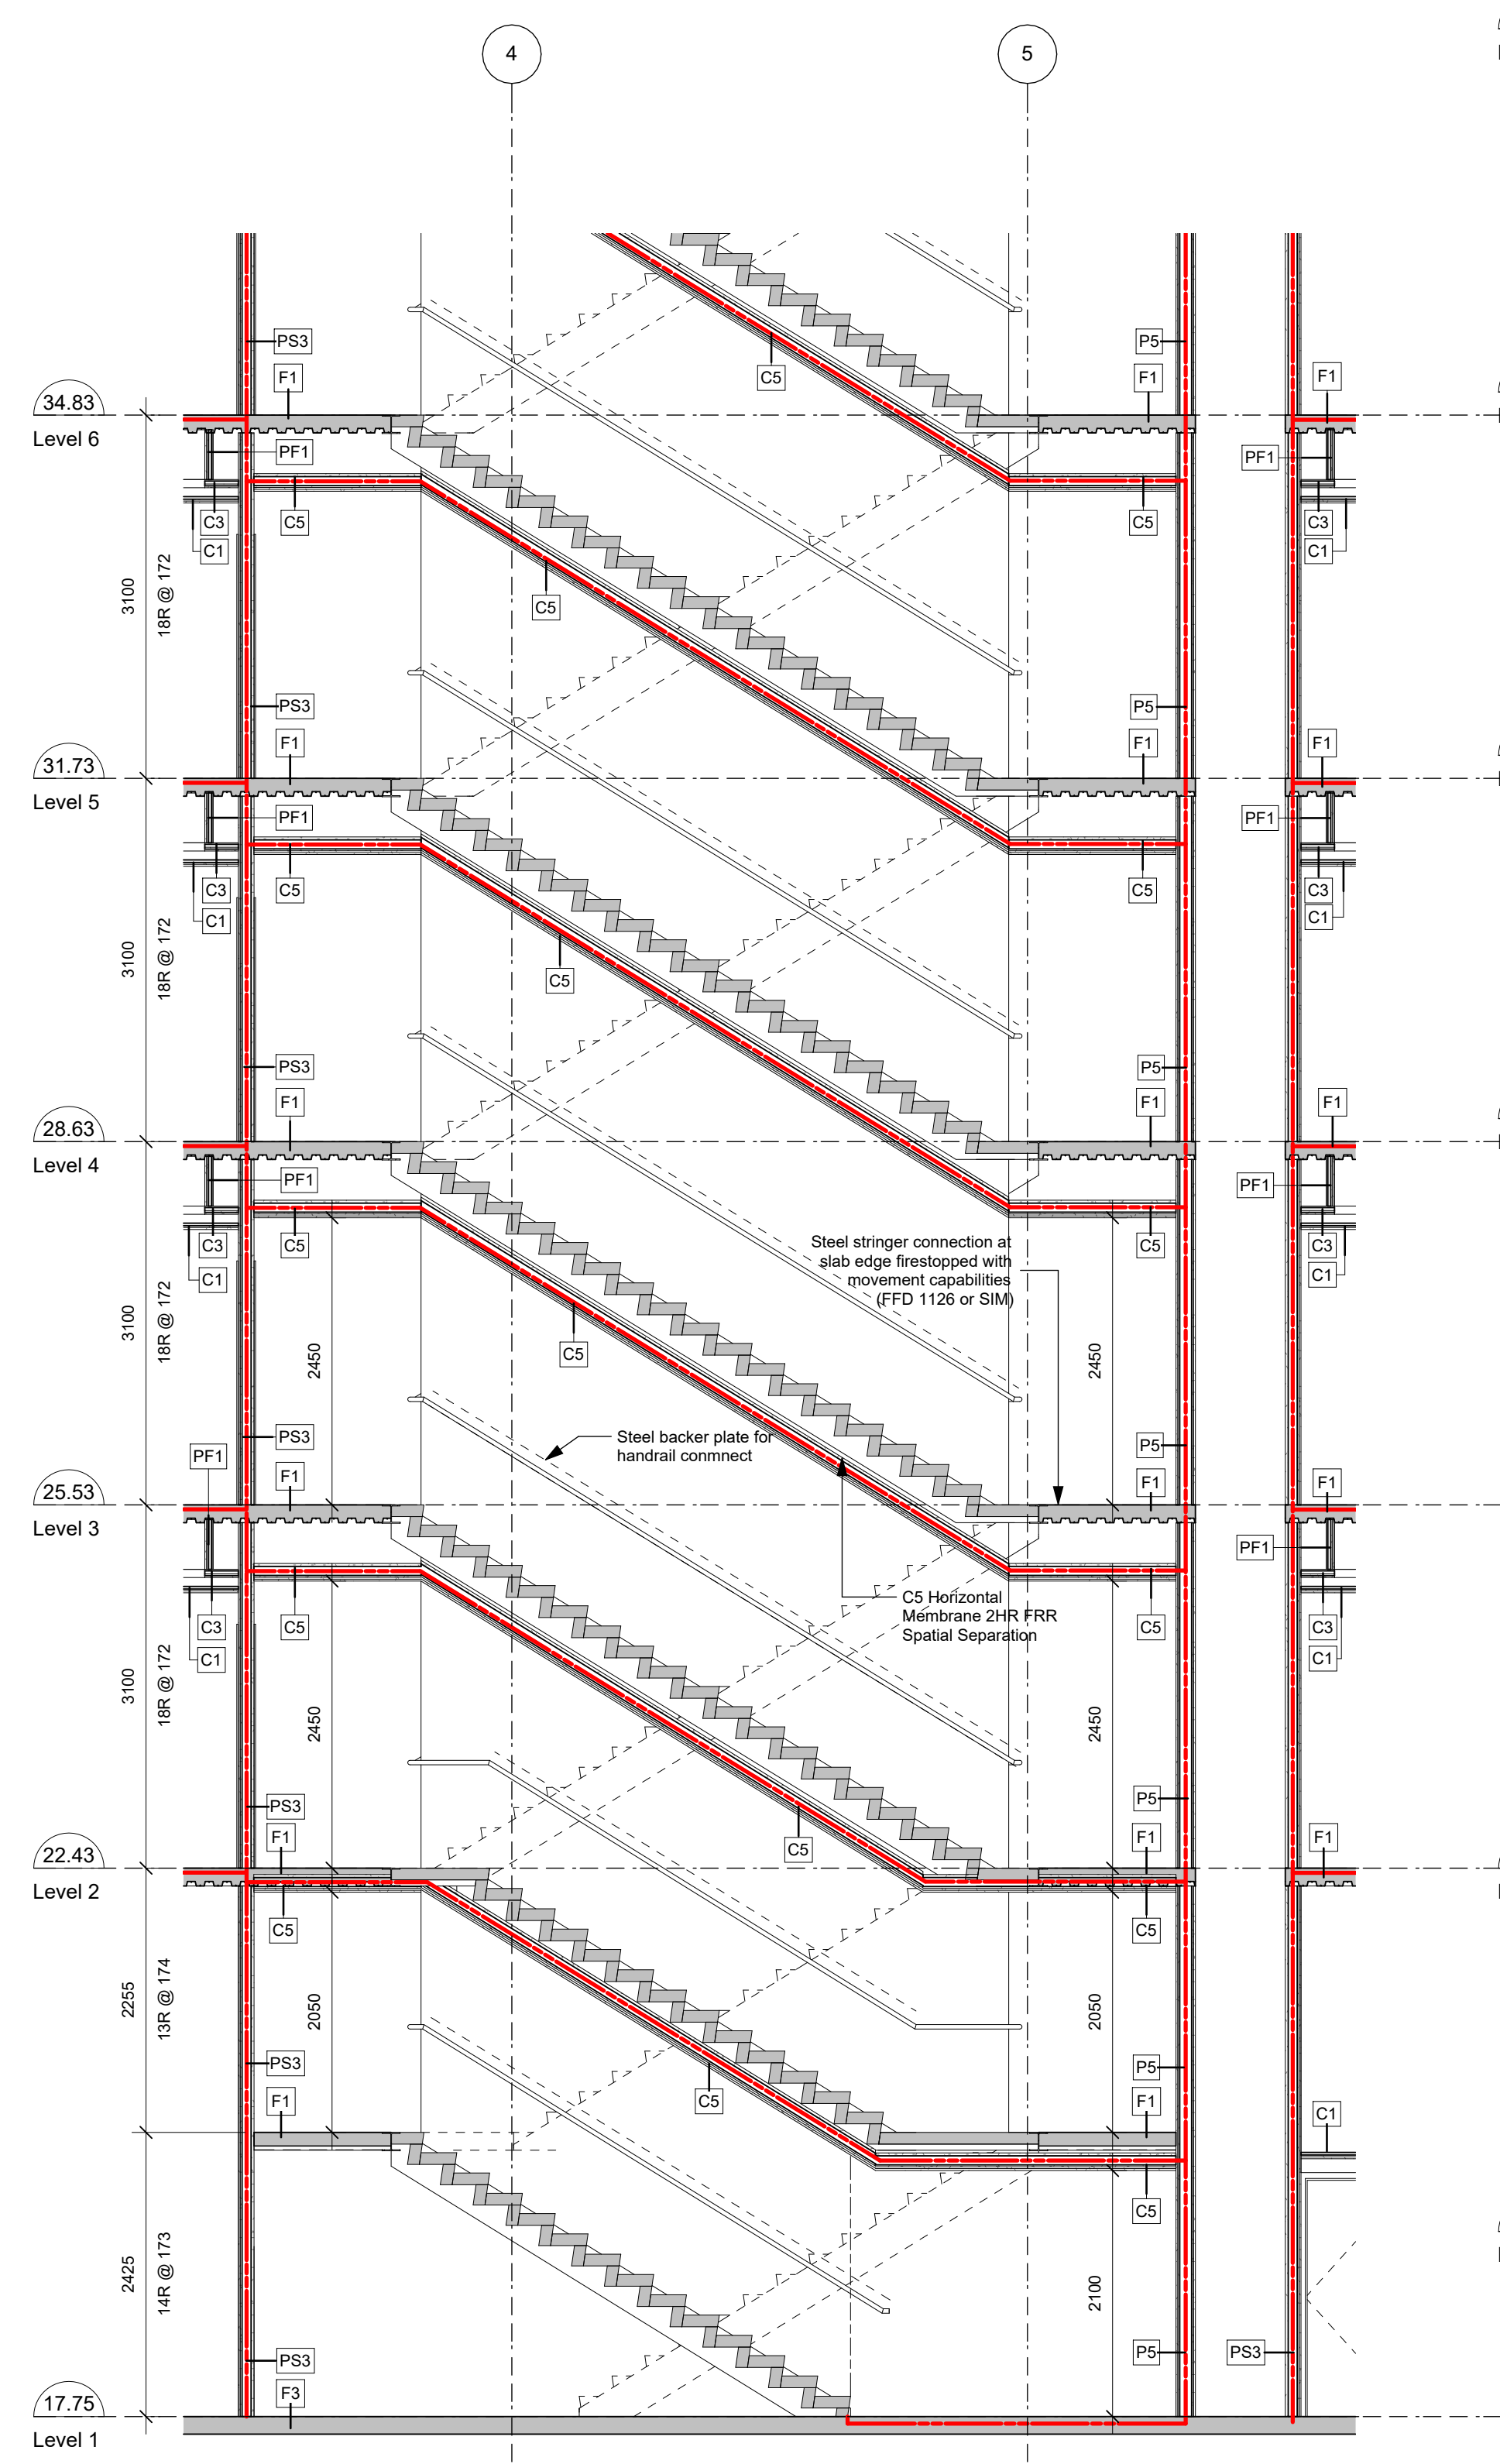 4
5
PS3
P5
C5
F1
F1
F1
34.83
Level 6
PF1
PF1
C3
C5
C5
C3
C1
C1
3100
18R @ 172
C5
PS3
P5
F1
F1
F1
31.73
Level 5
PF1
PF1
C3
C5
C5
C3
C1
C1
3100
18R @ 172
C5
PS3
P5
F1
F1
F1
28.63
Level 4
PF1
PF1
C3
C5
C5
C3
C1
C1
Steel stringer connection at
slab edge firestopped with
movement capabilities
(FFD 1126 or SIM)
3100
18R @ 172
2450
C5
2450
Steel backer plate for
handrail conmnect
PF1
PS3
P5
F1
F1
F1
25.53
Level 3
PF1
C3
C5
C5
C3
C1
C1
C5 Horizontal
Membrane 2HR FRR
Spatial Separation
3100
18R @ 172
2450
2450
PS3
P5
F1
C5
F1
F1
22.43
Level 2
C5
C5
2255
13R @ 174
2050
2050
PS3
P5
F1
C5
F1
C1
C5
2425
14R @ 173
2100
PS3
P5
PS3
F3
17.75
Level 1